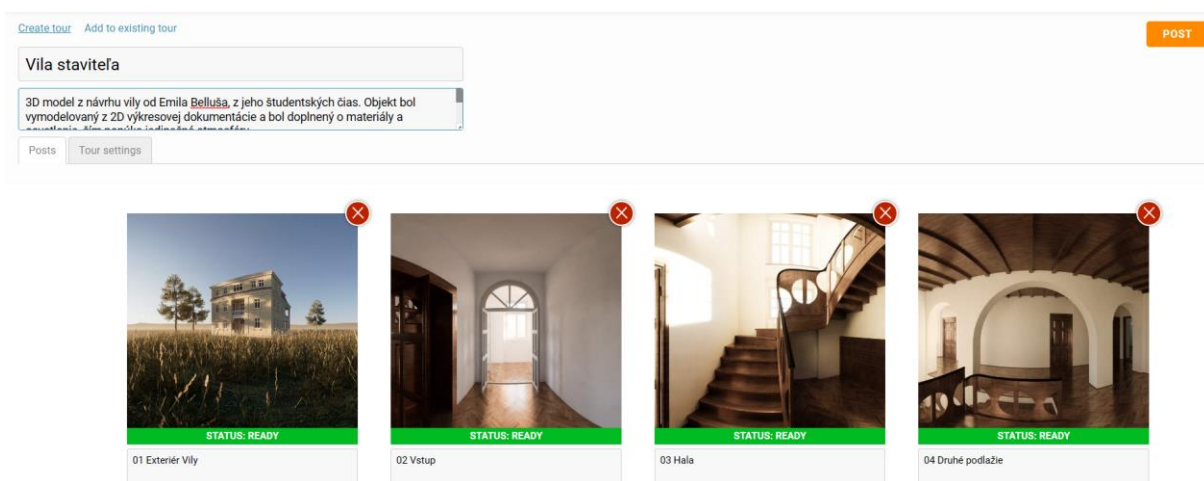 Create tour Add to existing tour
POST
Vila staviteľa
3D model z návrhu vily od Emila Belluša, z jeho študentských čias. Objekt bol
vymodelovaný z 2D výkresovej dokumentácie a bol doplnený o materiály a
Posts Tour settings
STATUS: READY STATUS: READY STATUS: READY STATUS: READY
01 Exteriér Vily 02 Vstup 03 Hala 04 Druhé podlažie